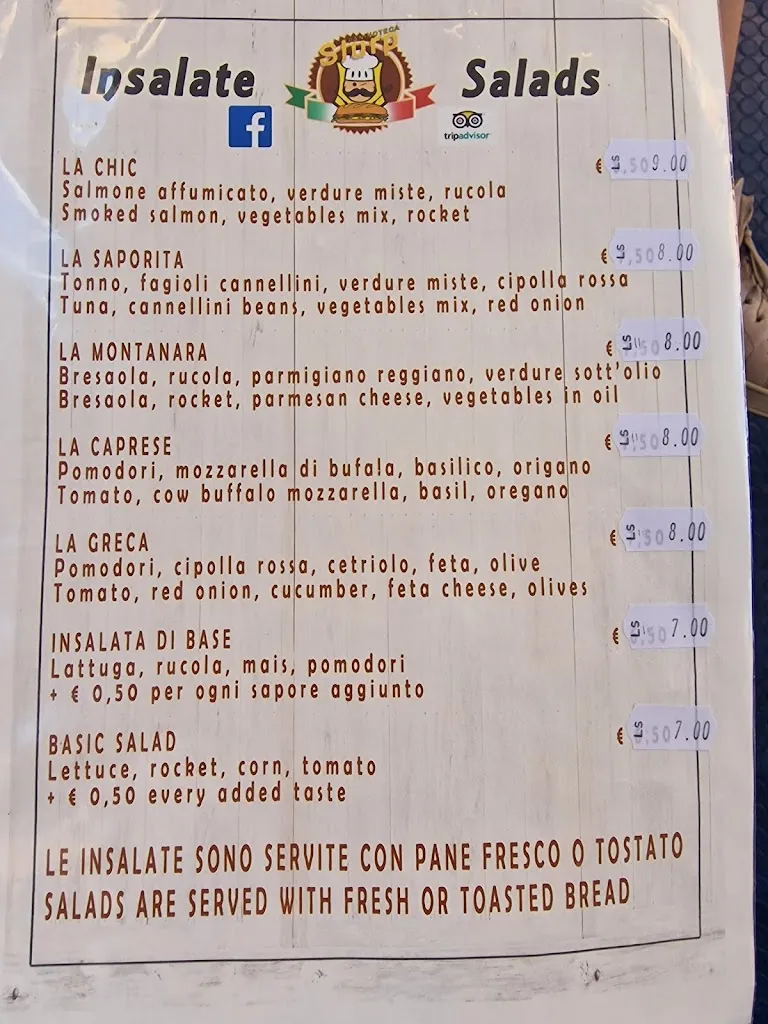 Insalate
Slurp
Salads
f
tripadvisor
LA CHIC
€ 9.00
Salmone affumicato, verdure miste, rucola
Smoked salmon, vegetables mix, rocket
LA SAPORITA
€ 8.00
Tonno, fagioli cannellini, verdure miste, cipolla rossa
Tuna, cannellini beans, vegetables mix, red onion
LA MONTANARA
€ 8.00
Bresaola, rucola, parmigiano reggiano, verdure sott'olio
Bresaola, rocket, parmesan cheese, vegetables in oil
LA CAPRESE
€ 8.00
Pomodori, mozzarella di bufala, basilico, origano
Tomato, cow buffalo mozzarella, basil, oregano
LA GRECA
€ 8.00
Pomodori, cipolla rossa, cetriolo, feta, olive
Tomato, red onion, cucumber, feta cheese, olives
INSALATA DI BASE
€ 7.00
Lattuga, rucola, mais, pomodori
+ € 0,50 per ogni sapore aggiunto
BASIC SALAD
€ 7.00
Lettuce, rocket, corn, tomato
+ € 0,50 every added taste
LE INSALATE SONO SERVITE CON PANE FRESCO O TOSTATO
SALADS ARE SERVED WITH FRESH OR TOASTED BREAD